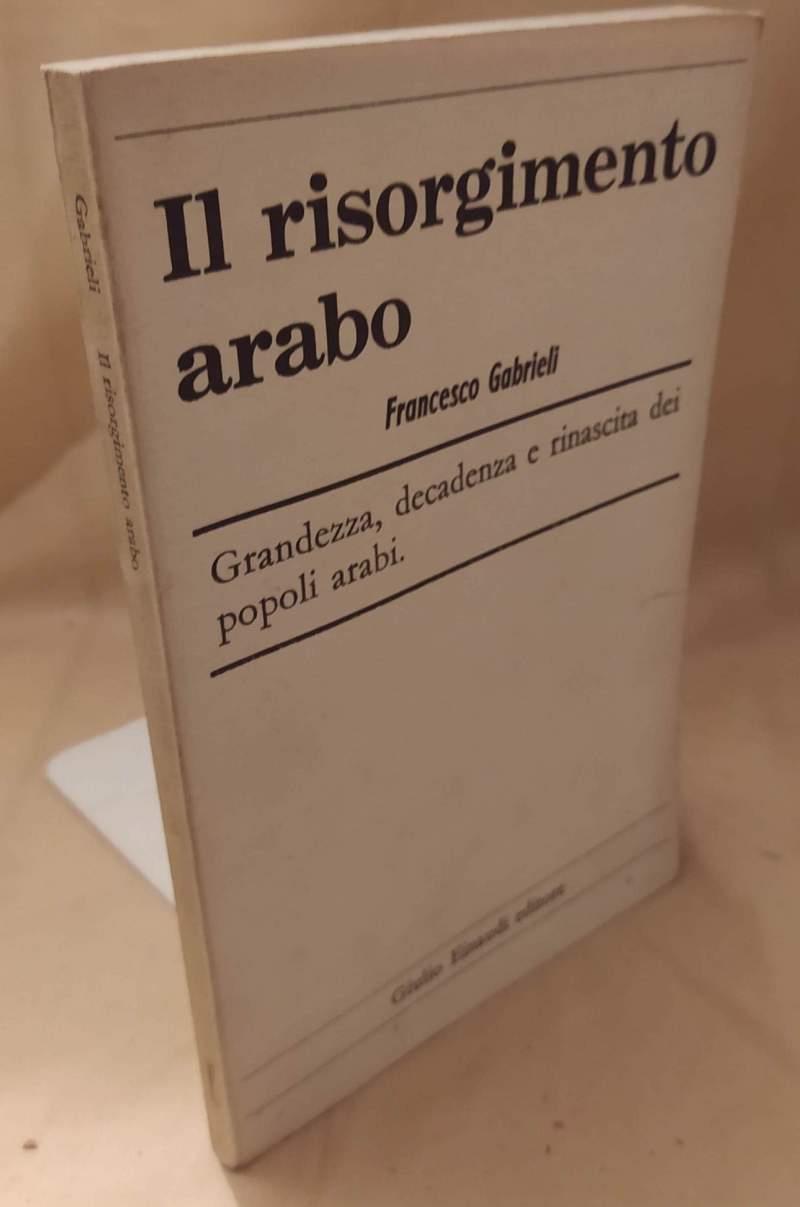 Il risorgimento
arabo
Francesco Gabrieli
Grandezza, decadenza e rinascita dei
popoli arabi.
Giulio Einaudi editore
Gabrieli Il risorgimento arabo